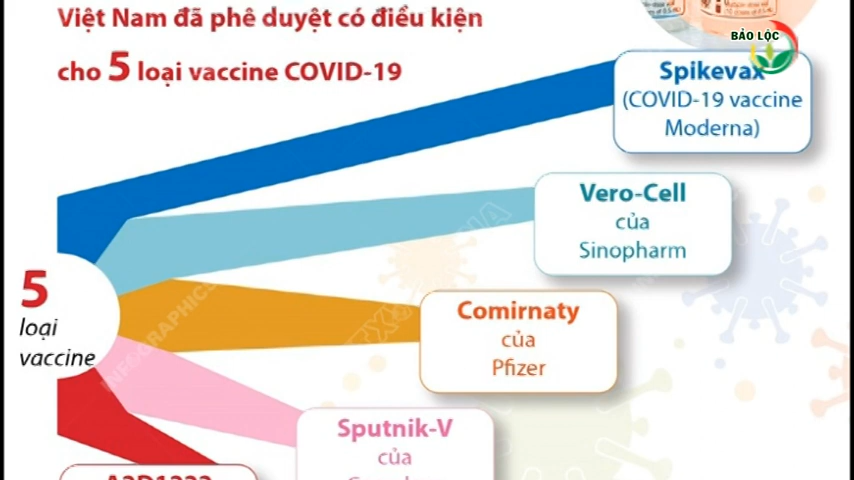 Việt Nam đã phê duyệt có điều kiện
cho 5 loại vaccine COVID-19
BẢO LỘC
Spikevax
(COVID-19 vaccine
Moderna)
Vero-Cell
của
Sinopharm
Comirnaty
của
Pfizer
5
loại
vaccine
Sputnik-V
của